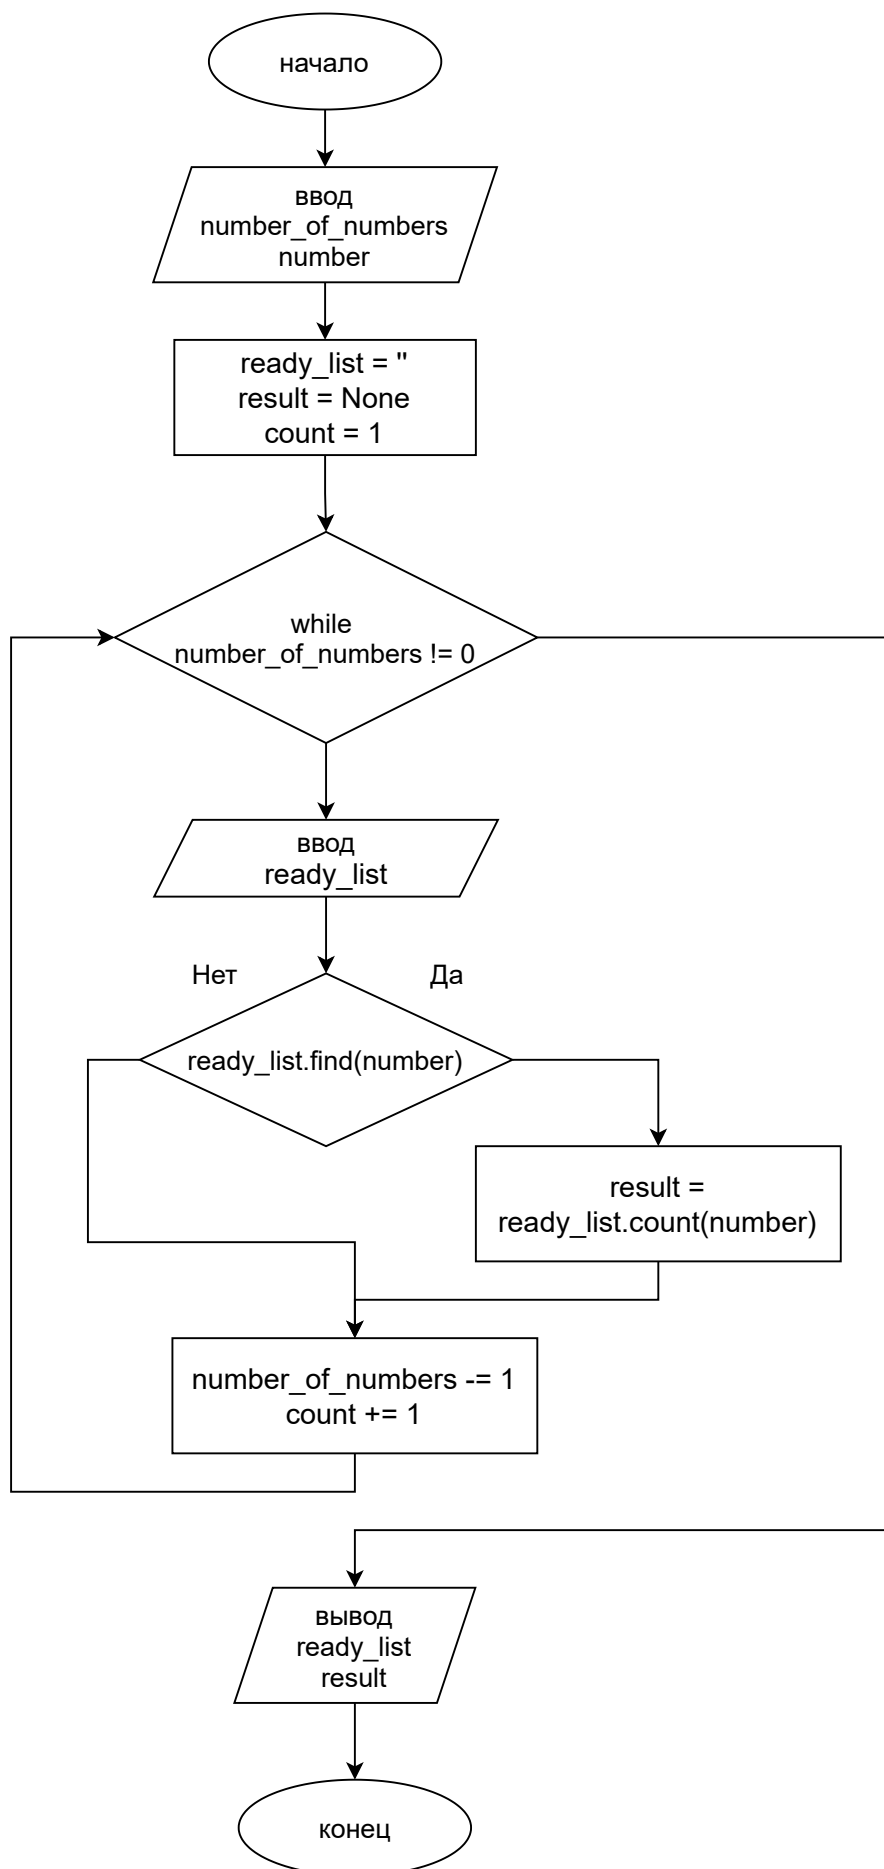 начало
ввод
number_of_numbers
number
ready_list = ''
result = None
count = 1
while
number_of_numbers != 0
ввод
ready_list
Нет
Да
ready_list.find(number)
result =
ready_list.count(number)
number_of_numbers -= 1
count += 1
вывод
ready_list
result
конец